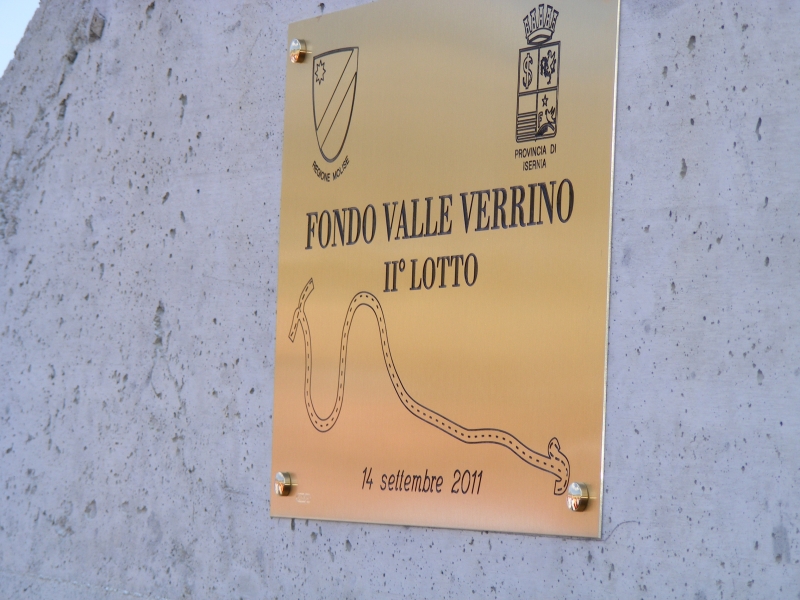 REGIONE MOLISE
PROVINCIA DI
ISERNIA
FONDO VALLE VERRINO
II° LOTTO
14 settembre 2011